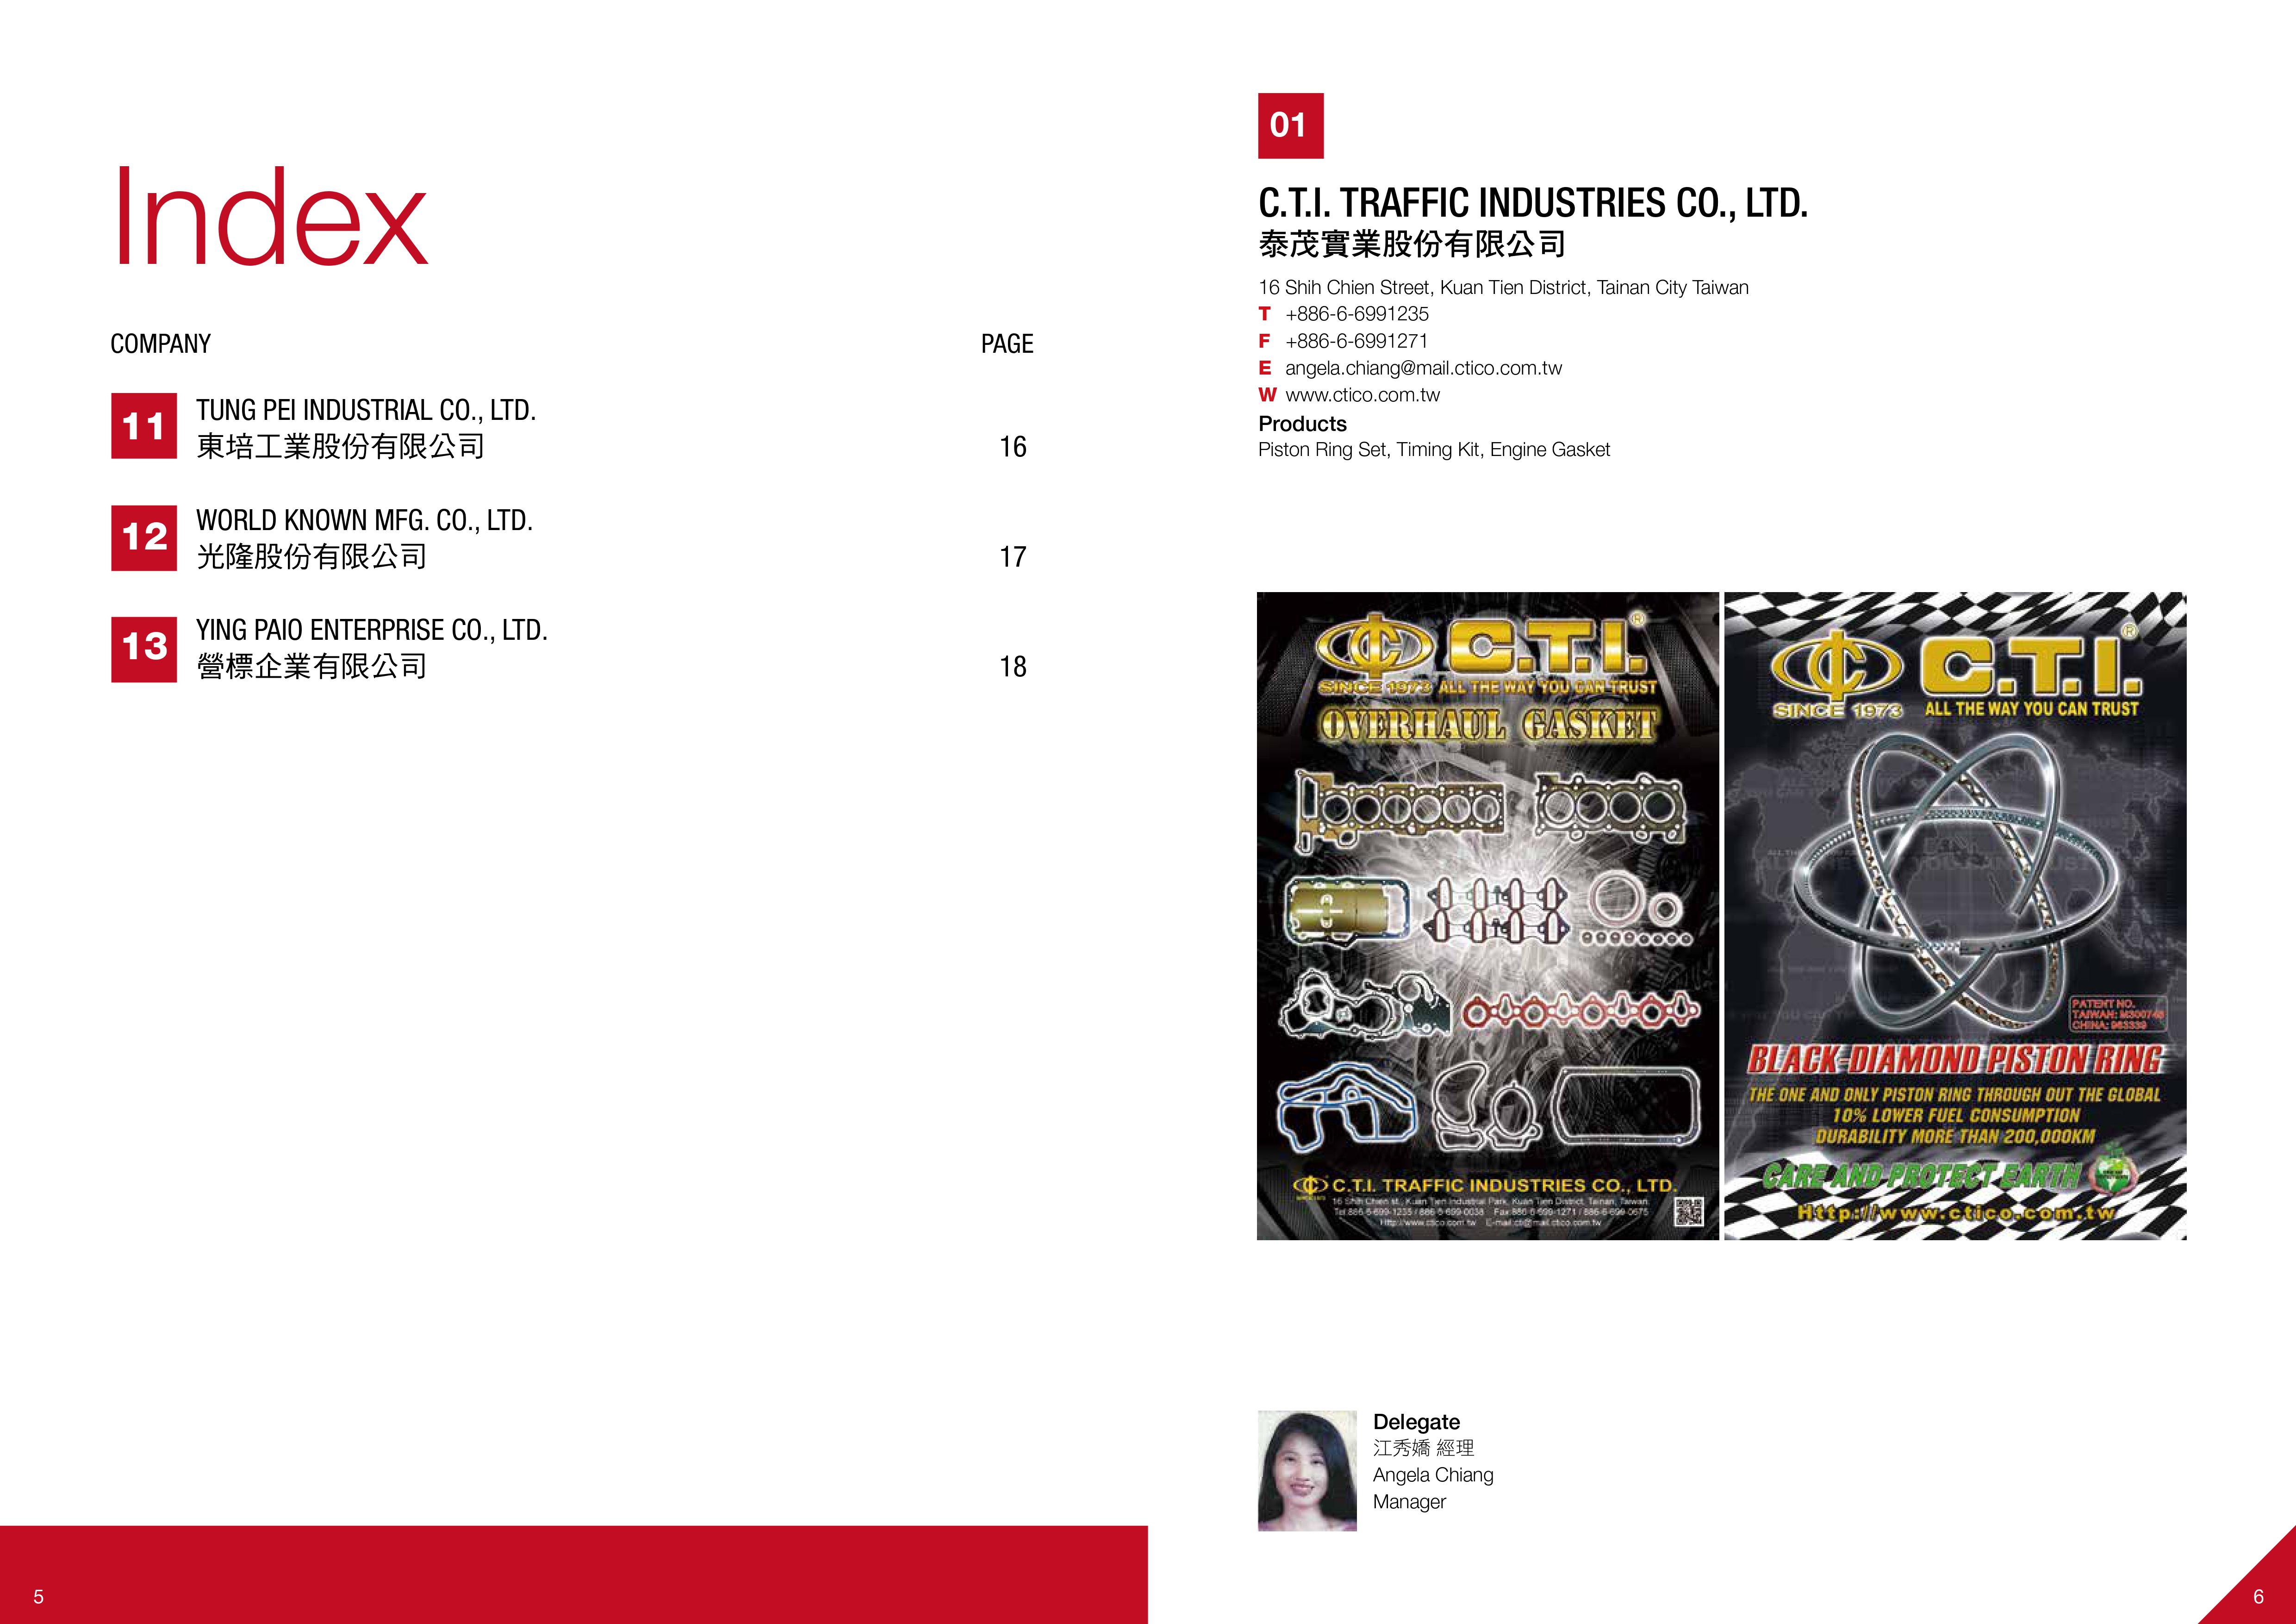 Index
COMPANY PAGE
11 TUNG PEI INDUSTRIAL CO., LTD.
東培工業股份有限公司 16
12 WORLD KNOWN MFG. CO., LTD.
光隆股份有限公司 17
13 YING PAIO ENTERPRISE CO., LTD.
營標企業有限公司 18
5
01
C.T.I. TRAFFIC INDUSTRIES CO., LTD.
泰茂實業股份有限公司
16 Shih Chien Street, Kuan Tien District, Tainan City Taiwan
T +886-6-6991235
F +886-6-6991271
E angela.chiang@mail.ctico.com.tw
W www.ctico.com.tw
Products
Piston Ring Set, Timing Kit, Engine Gasket
C.T.I.®
SINCE 1973 ALL THE WAY YOU CAN TRUST
OVERHAUL GASKET
C.T.I. TRAFFIC INDUSTRIES CO., LTD.
16 Shih Chien st., Kuan Tien Industrial Park, Kuan Tien District, Tainan, Taiwan.
Tel:886-6-699-1235 / 886-6-699-0038 Fax:886-6-699-1271 / 886-6-699-0675
Http://www.ctico.com.tw E-mail:cti@mail.ctico.com.tw
C.T.I.®
SINCE 1973 ALL THE WAY YOU CAN TRUST
PATENT NO.
TAIWAN: M300746
CHINA: 963339
BLACK-DIAMOND PISTON RING
THE ONE AND ONLY PISTON RING THROUGH OUT THE GLOBAL
10% LOWER FUEL CONSUMPTION
DURABILITY MORE THAN 200,000KM
CARE AND PROTECT EARTH
Http://www.ctico.com.tw
Delegate
江秀嬌 經理
Angela Chiang
Manager
6